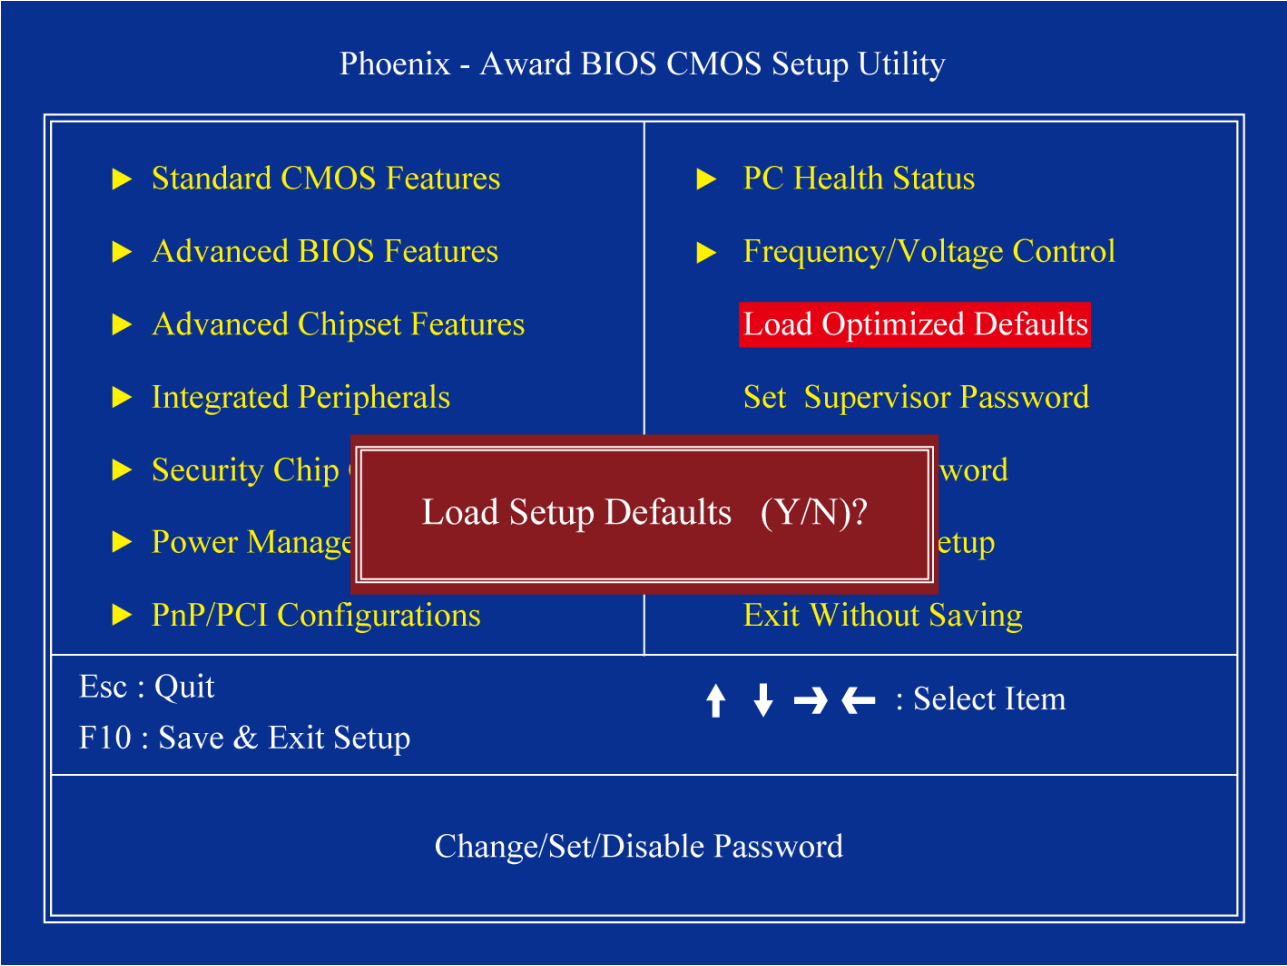 Phoenix - Award BIOS CMOS Setup Utility
Standard CMOS Features
Advanced BIOS Features
Advanced Chipset Features
Integrated Peripherals
Security Chip
Power Manage
PnP/PCI Configurations
PC Health Status
Frequency/Voltage Control
Load Optimized Defaults
Set Supervisor Password
word
etup
Exit Without Saving
Load Setup Defaults (Y/N)?
Esc : Quit
F10 : Save & Exit Setup
: Select Item
Change/Set/Disable Password